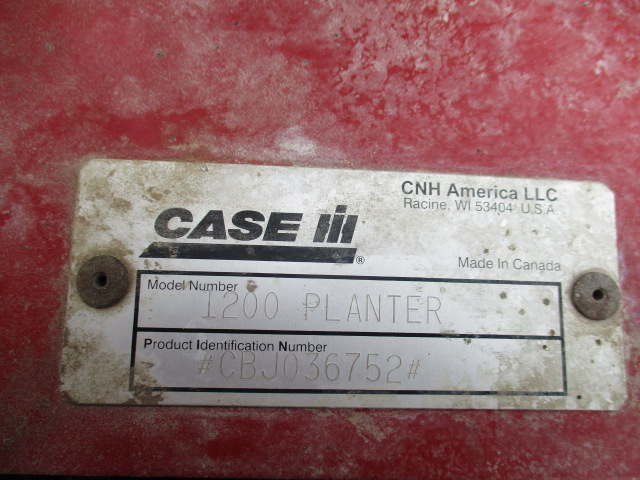 CNH America LLC
Racine, WI 53404 U.S.A.
CASE IH
®
Made in Canada
Model Number
1200 PLANTER
Product Identification Number
#CBJ036752#